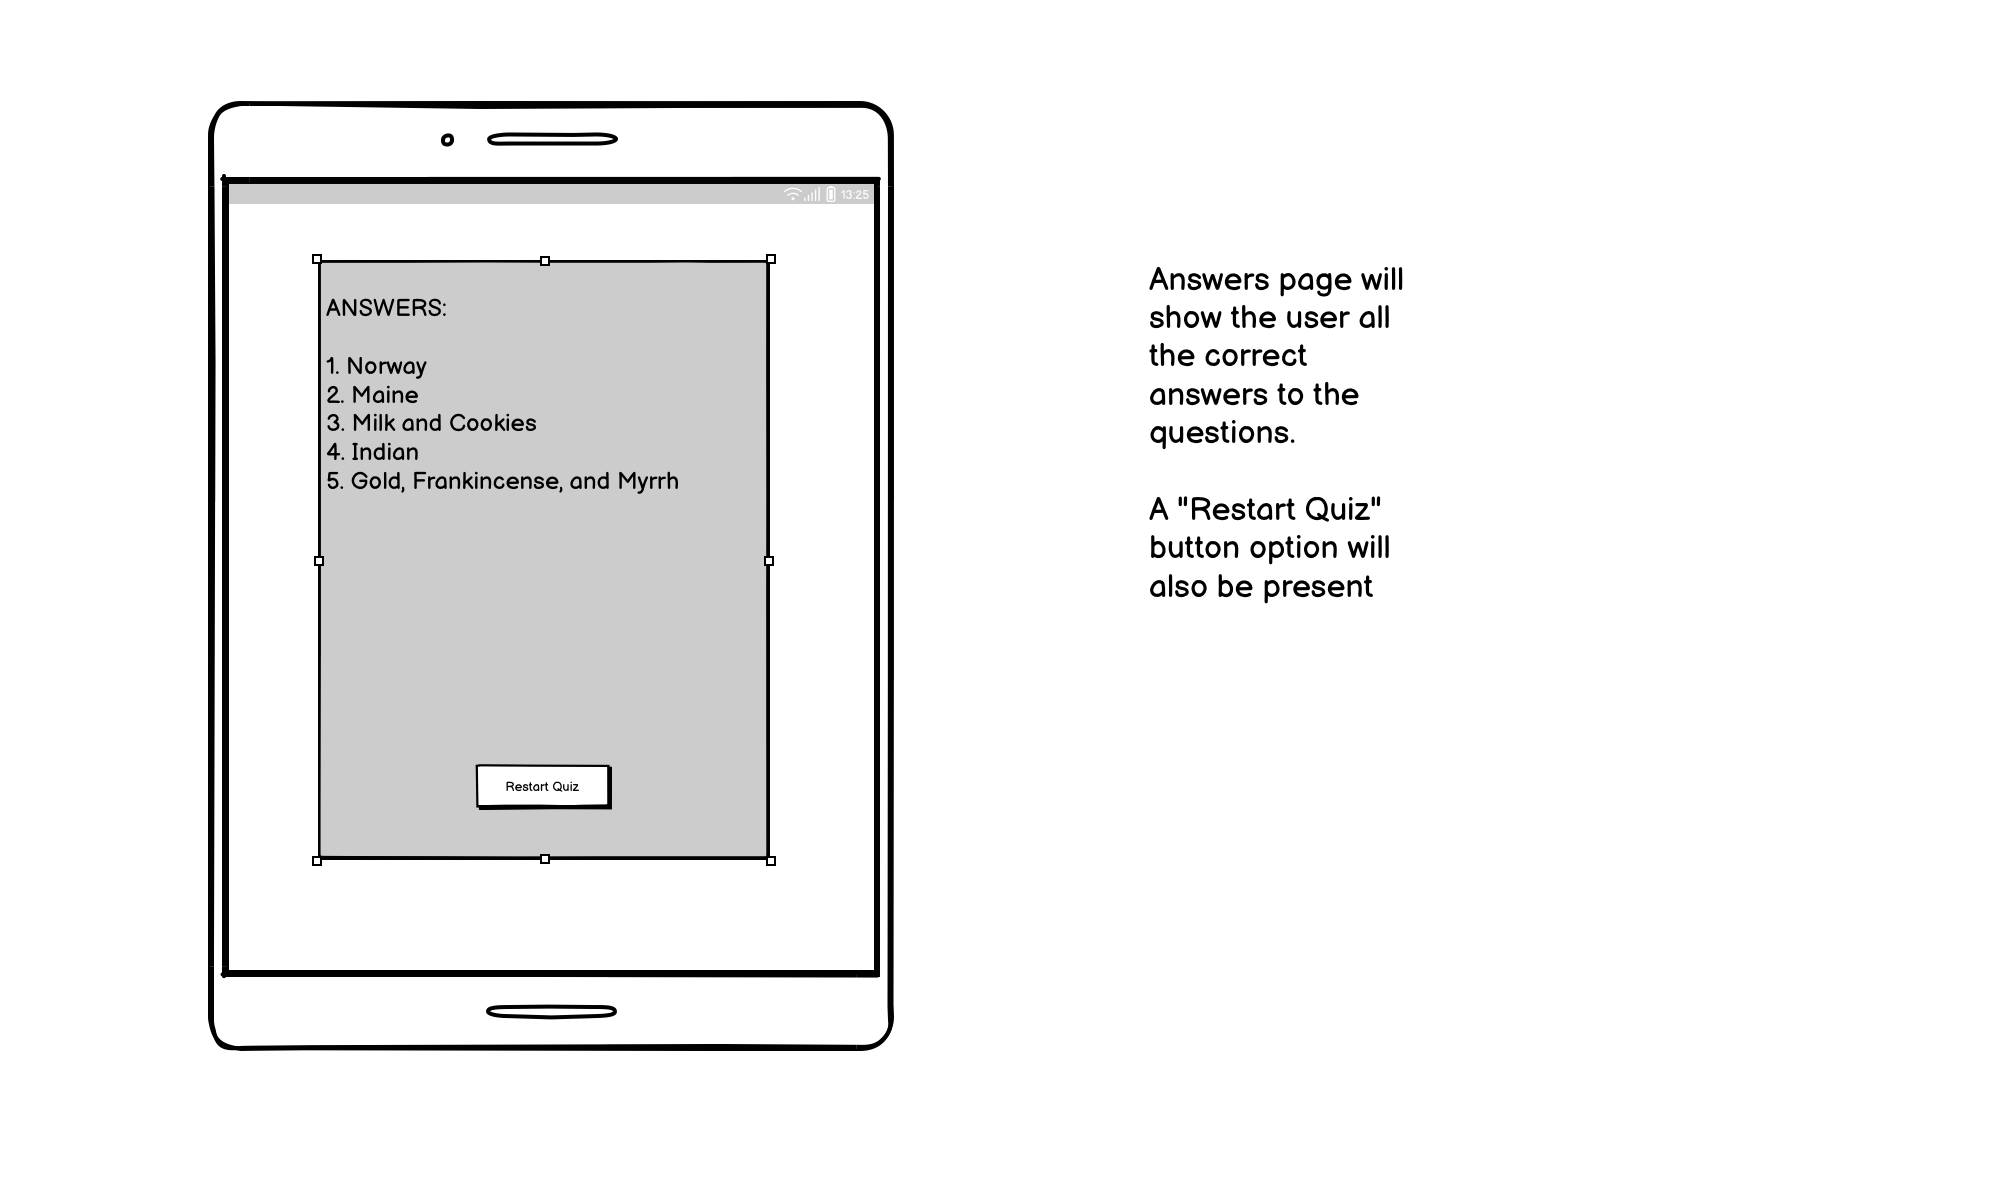 13:25
ANSWERS:
1. Norway
2. Maine
3. Milk and Cookies
4. Indian
5. Gold, Frankincense, and Myrrh
Restart Quiz
Answers page will
show the user all
the correct
answers to the
questions.
A "Restart Quiz"
button option will
also be present